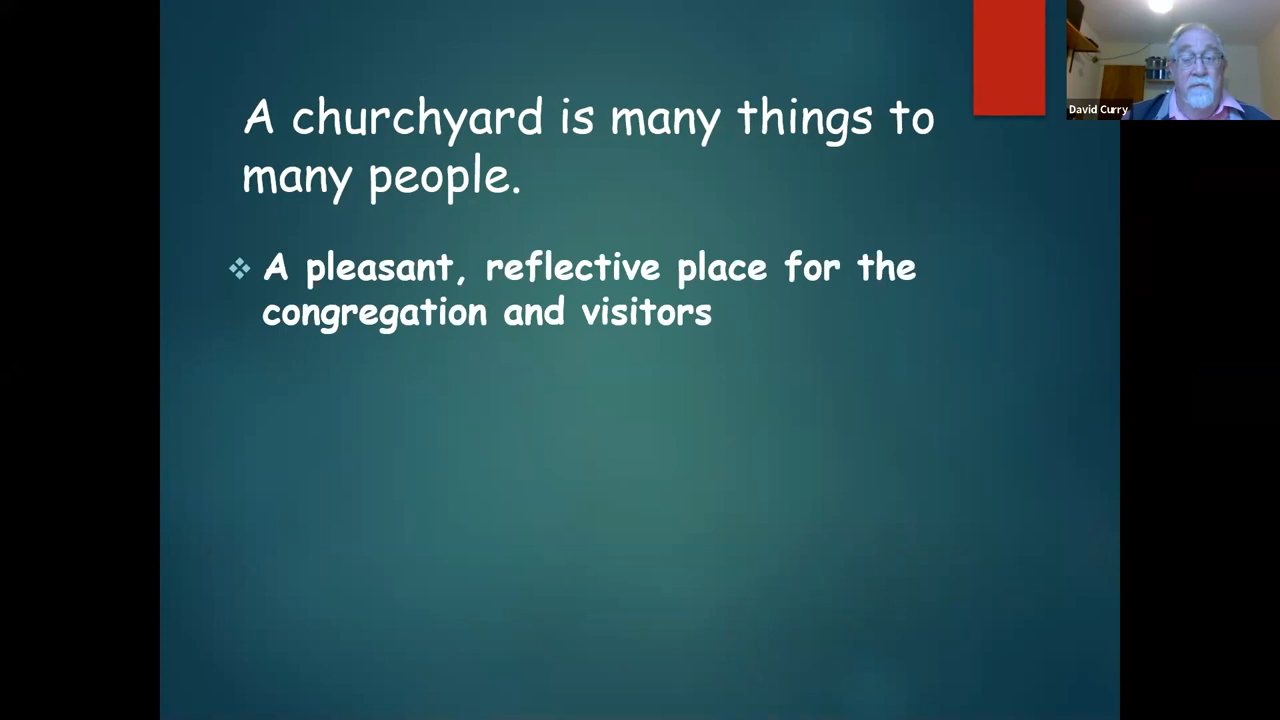 A churchyard is many things to
many people.
A pleasant, reflective place for the
congregation and visitors
David Curry